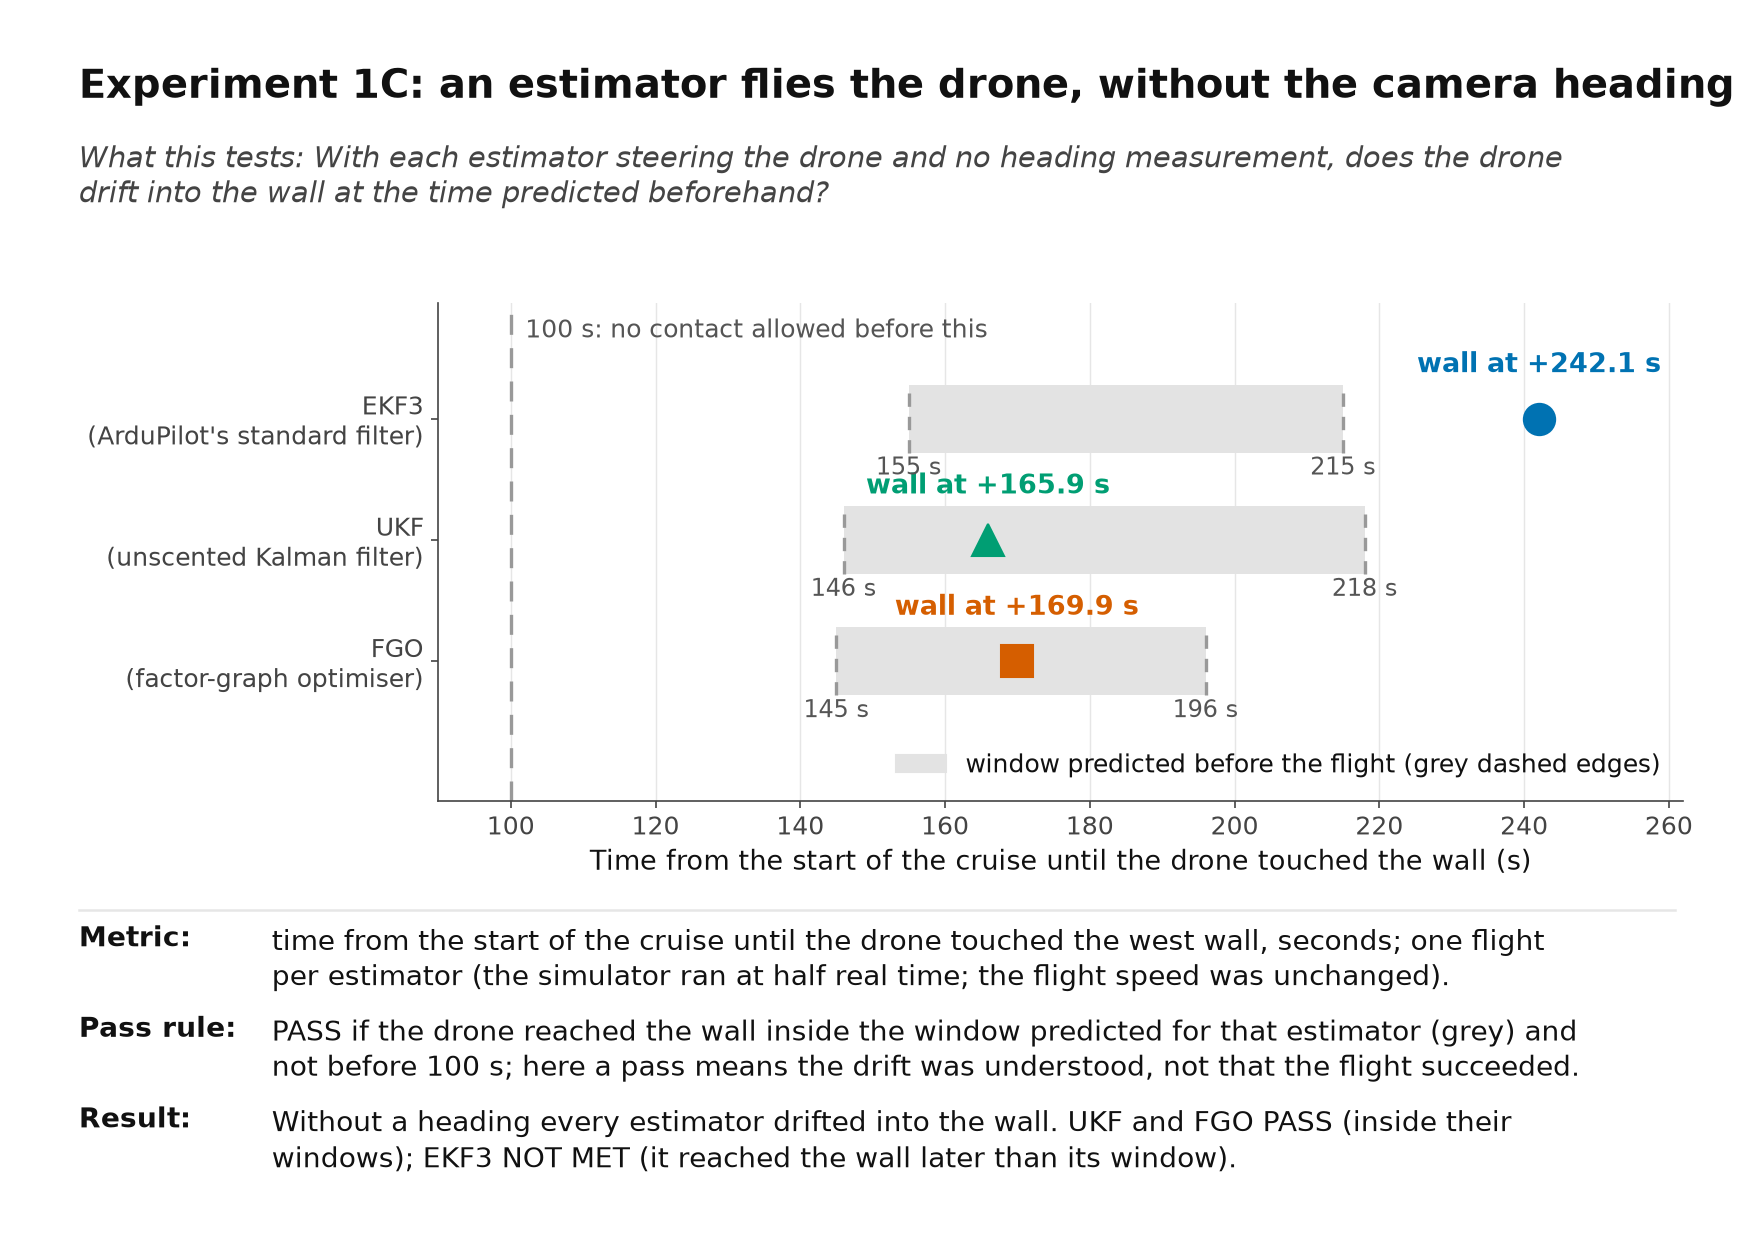 Experiment 1C: an estimator flies the drone, without the camera heading
What this tests: With each estimator steering the drone and no heading measurement, does the drone
drift into the wall at the time predicted beforehand?
100 s: no contact allowed before this
wall at +242.1 s
EKF3
(ArduPilot's standard filter)
155 s
215 s
wall at +165.9 s
UKF
(unscented Kalman filter)
146 s
218 s
wall at +169.9 s
FGO
(factor-graph optimiser)
145 s
196 s
window predicted before the flight (grey dashed edges)
100 120 140 160 180 200 220 240 260
Time from the start of the cruise until the drone touched the wall (s)
Metric: time from the start of the cruise until the drone touched the west wall, seconds; one flight
per estimator (the simulator ran at half real time; the flight speed was unchanged).
Pass rule: PASS if the drone reached the wall inside the window predicted for that estimator (grey) and
not before 100 s; here a pass means the drift was understood, not that the flight succeeded.
Result: Without a heading every estimator drifted into the wall. UKF and FGO PASS (inside their
windows); EKF3 NOT MET (it reached the wall later than its window).